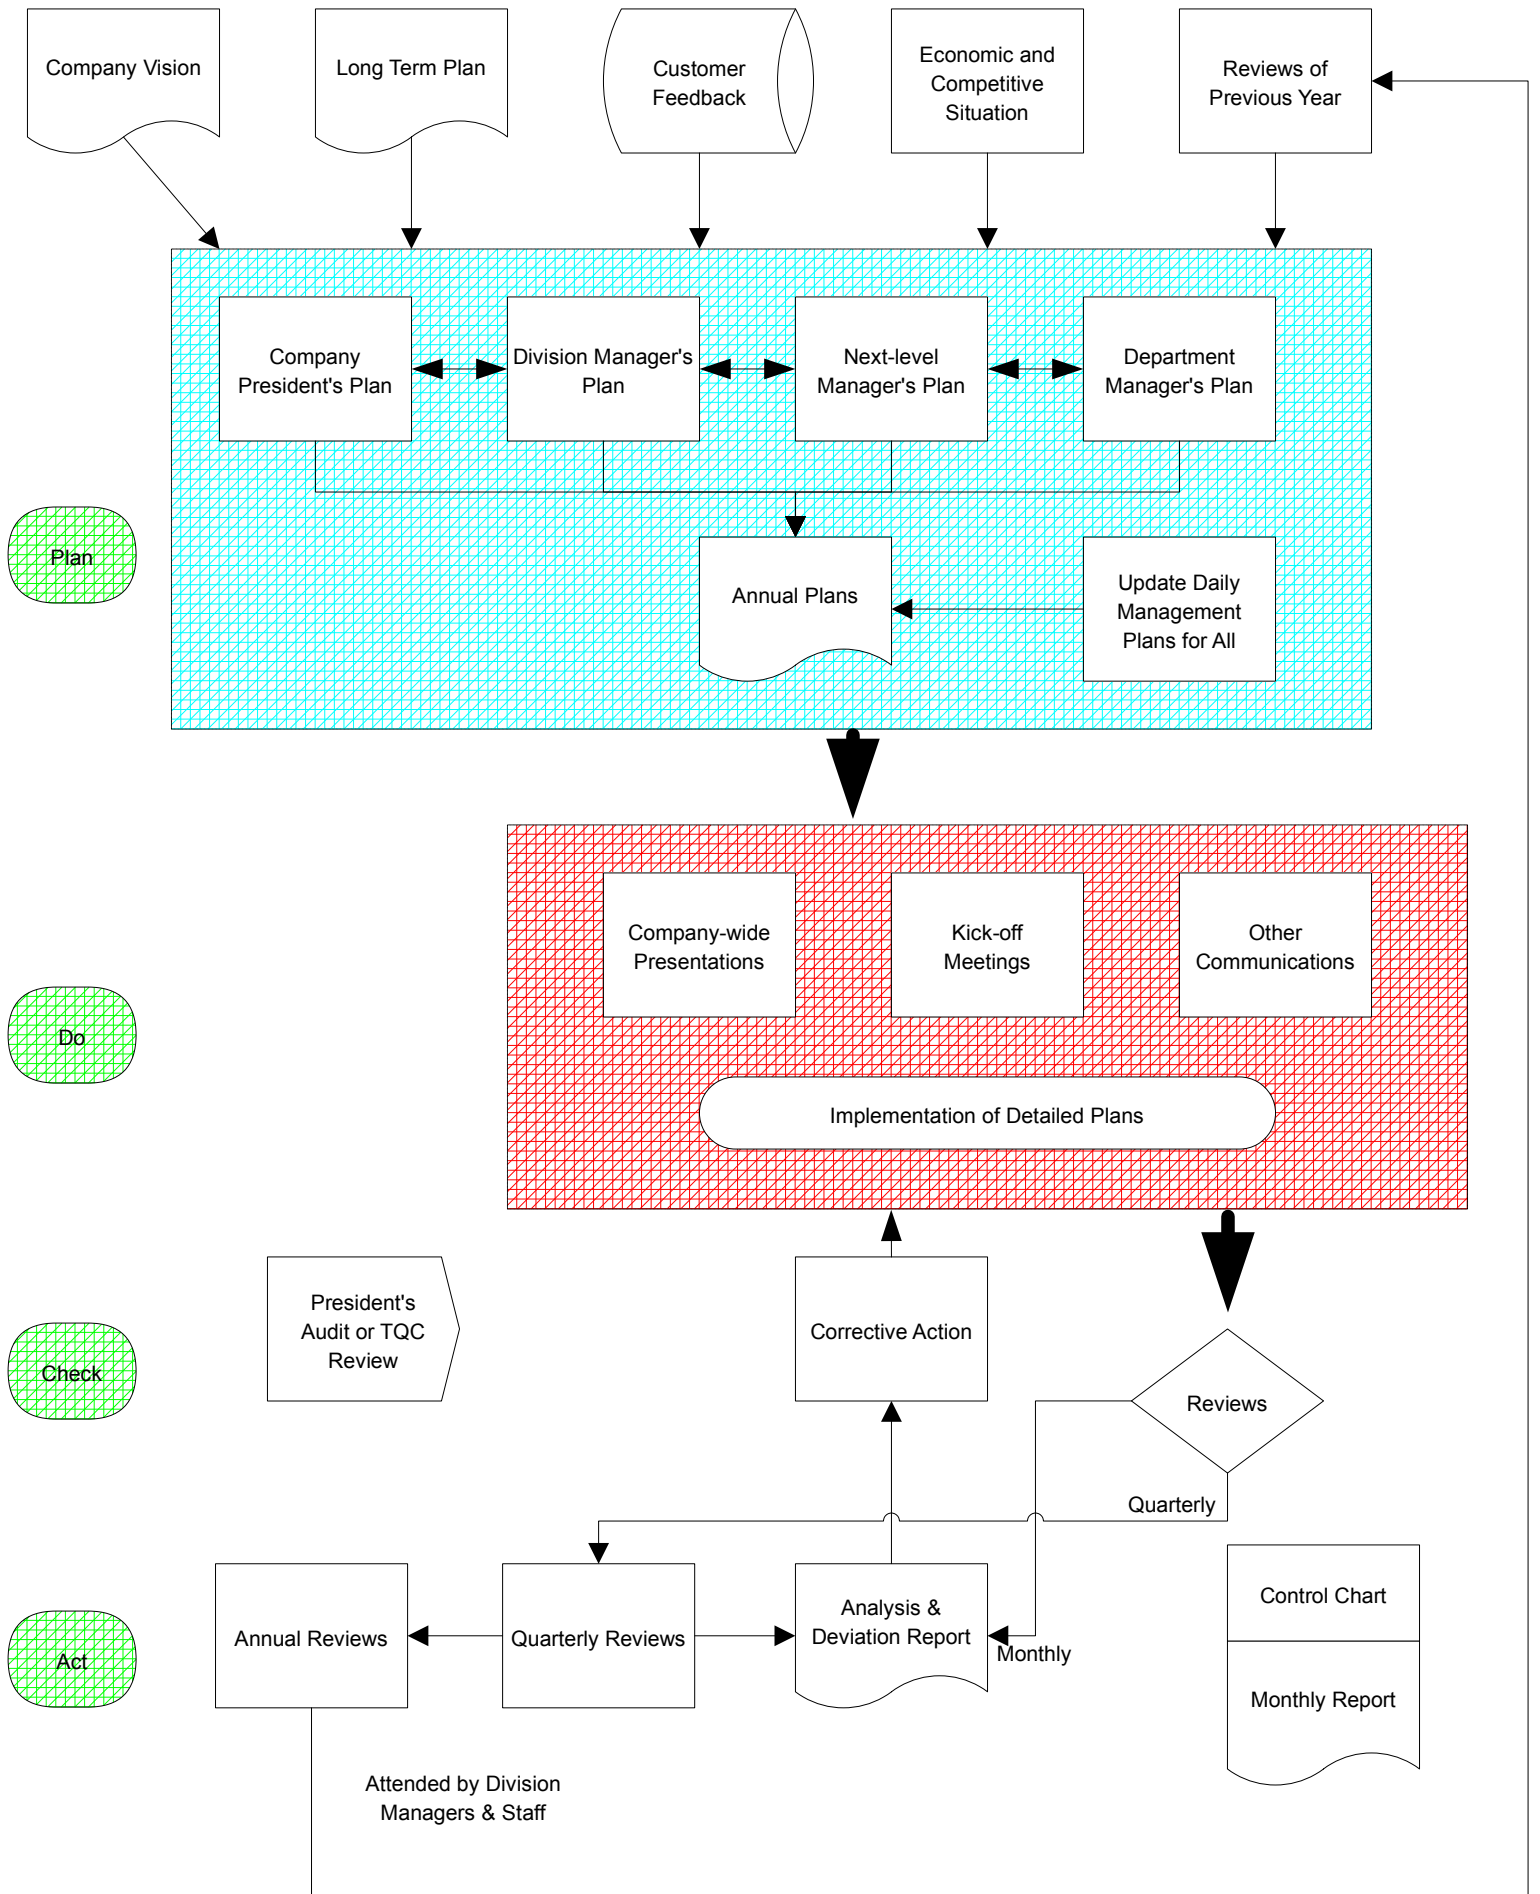 Company Vision
Long Term Plan
Customer
Feedback
Economic and
Competitive
Situation
Reviews of
Previous Year
Company
President's Plan
Division Manager's
Plan
Next-level
Manager's Plan
Department
Manager's Plan
Plan
Annual Plans
Update Daily
Management
Plans for All
Company-wide
Presentations
Kick-off
Meetings
Other
Communications
Do
Implementation of Detailed Plans
President's
Audit or TQC
Review
Corrective Action
Check
Reviews
Quarterly
Annual Reviews
Quarterly Reviews
Analysis &
Deviation Report
Monthly
Control Chart
Monthly Report
Act
Attended by Division
Managers & Staff